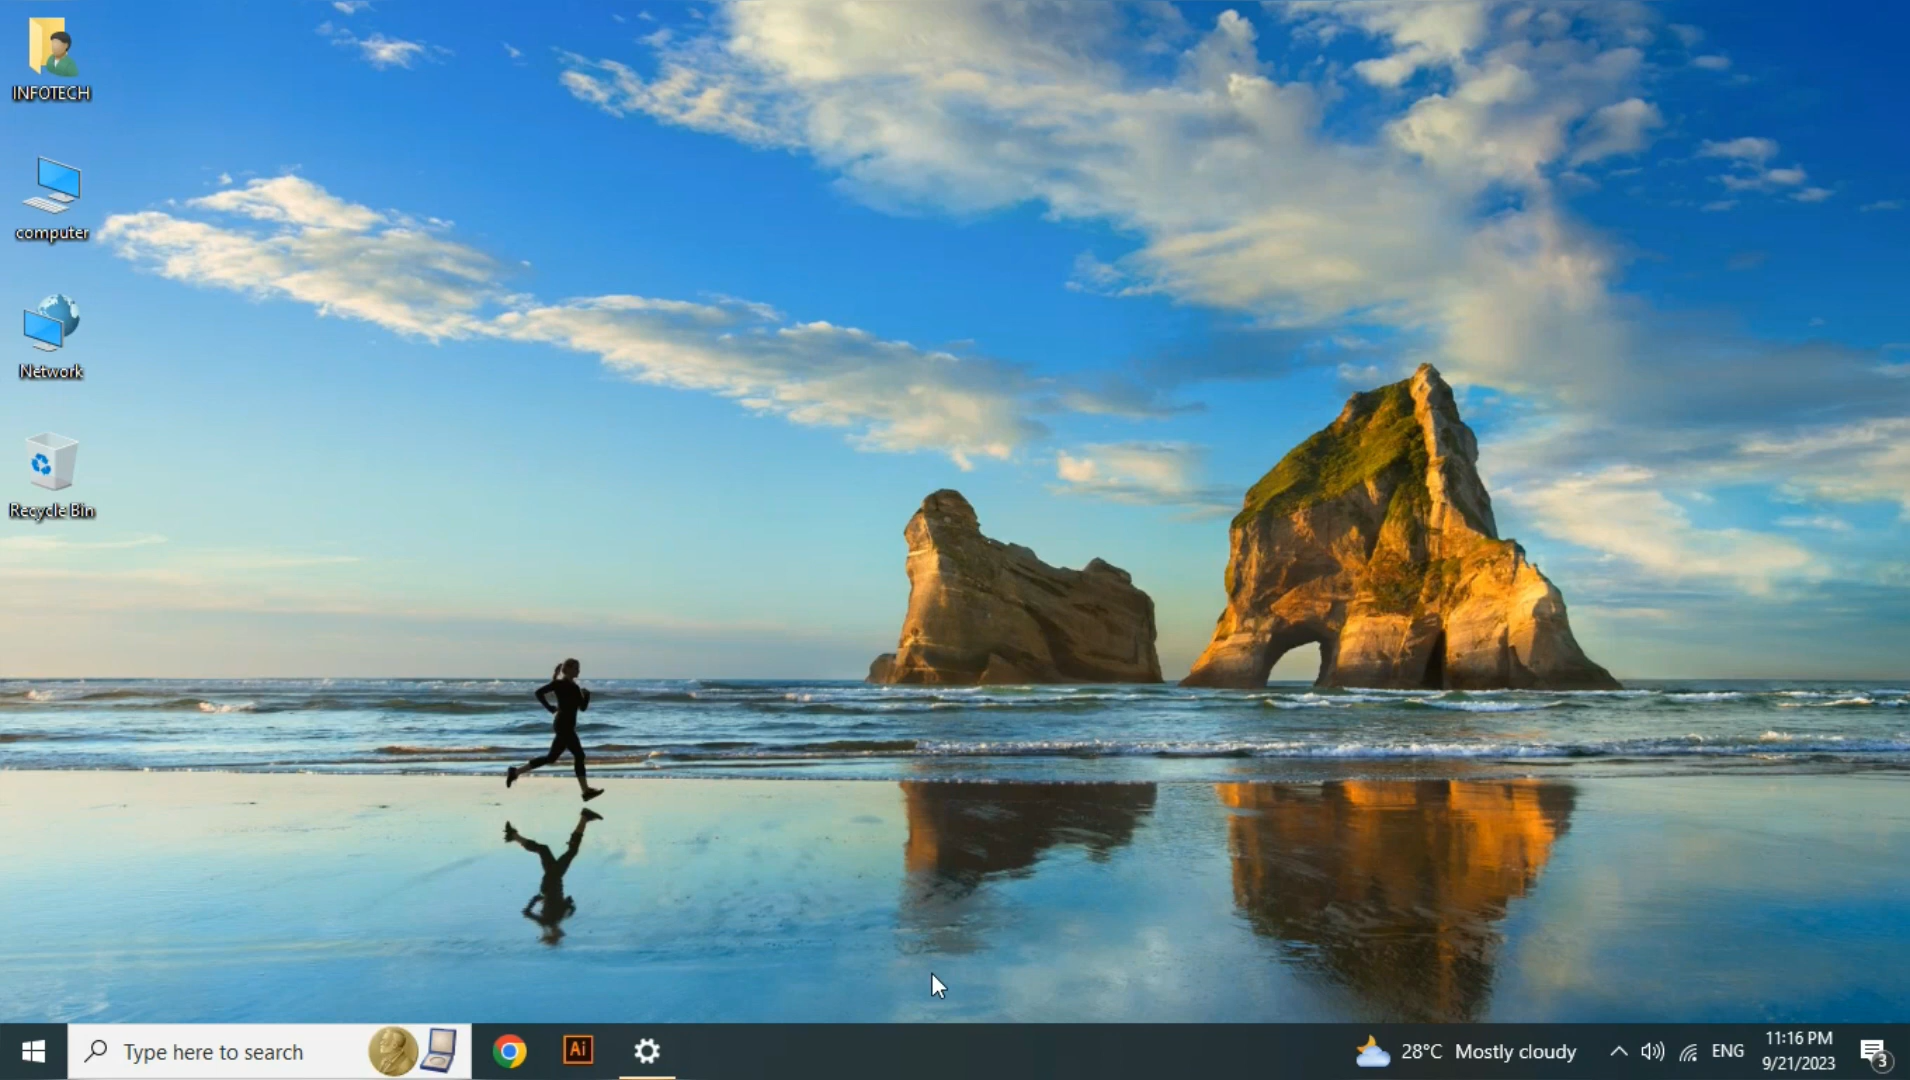 INFOTECH
computer
Network
Recycle Bin
Type here to search
Ai
28°C Mostly cloudy
ENG
11:16 PM
9/21/2023
3